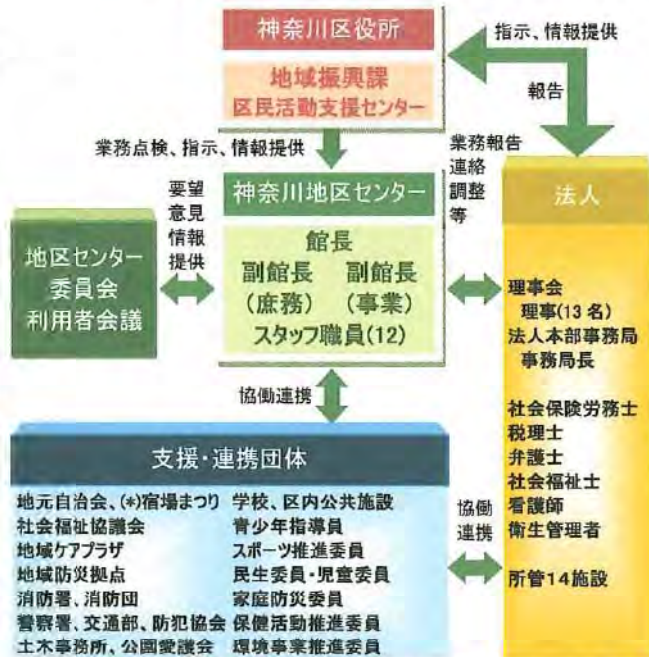 神奈川区役所
地域振興課
区民活動支援センター
指示、情報提供
報告
業務点検、指示、情報提供
業務報告
連絡
調整
等
要望
意見
情報
提供
地区センター
委員会
利用者会議
神奈川地区センター
館長
副館長 副館長
(庶務) (事業)
スタッフ職員(12)
法人
理事会
理事(13名)
法人本部事務局
事務局長
社会保険労務士
税理士
弁護士
社会福祉士
看護師
衛生管理者
所管14施設
協働連携
支援・連携団体
地元自治会、(*)宿場まつり 学校、区内公共施設
社会福祉協議会 青少年指導員
地域ケアプラザ スポーツ推進委員
地域防災拠点 民生委員・児童委員
消防署、消防団 家庭防災委員
警察署、交通部、防犯協会 保健活動推進委員
土木事務所、公園愛護会 環境事業推進委員
協働
連携